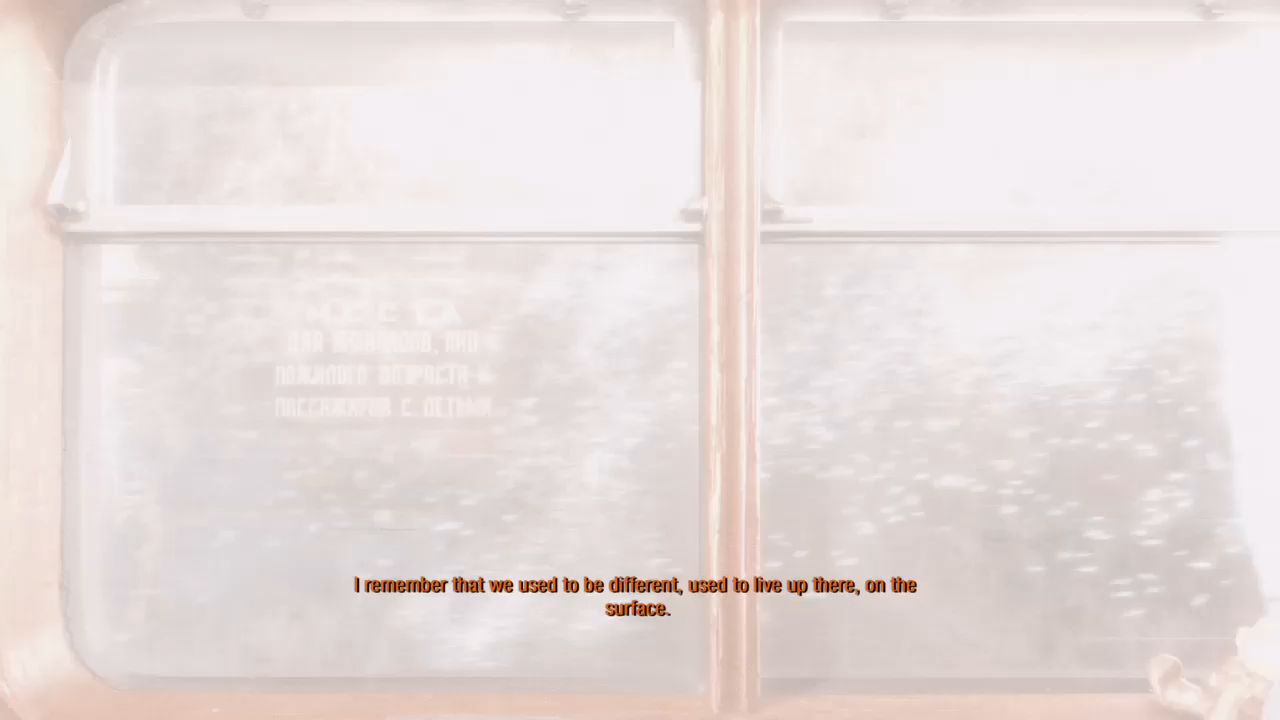 МЕСТА
ДЛЯ ИНВАЛИДОВ, ЛИЦ
ПОЖИЛОГО ВОЗРАСТА И
ПАССАЖИРОВ С ДЕТЬМИ
I remember that we used to be different, used to live up there, on the
surface.